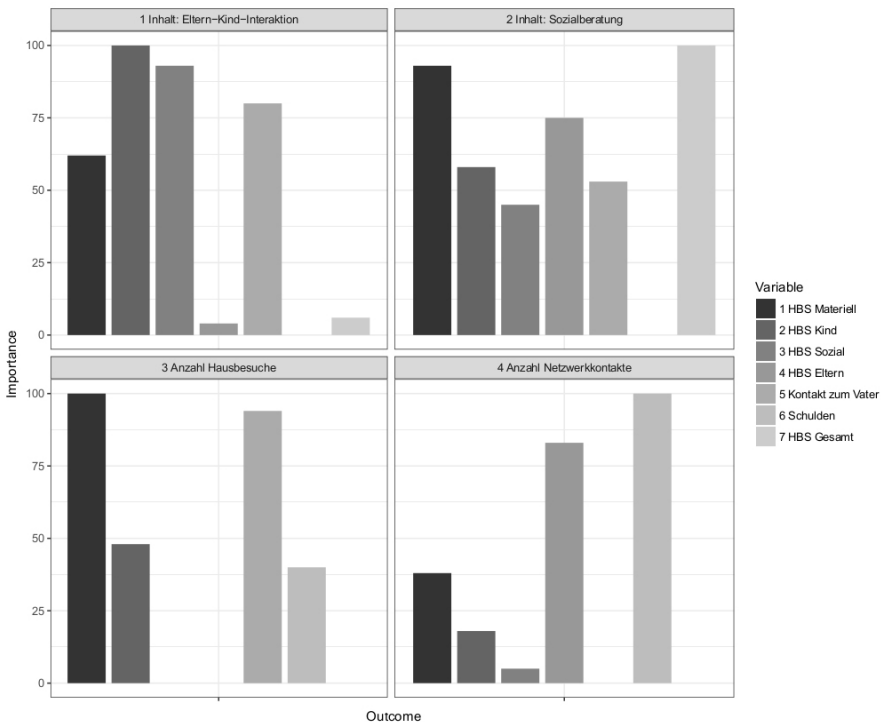 1 Inhalt: Eltern−Kind−Interaktion
2 Inhalt: Sozialberatung
100
75
50
25
0
3 Anzahl Hausbesuche
4 Anzahl Netzwerkkontakte
100
75
50
25
0
Importance
Outcome
Variable
1 HBS Materiell
2 HBS Kind
3 HBS Sozial
4 HBS Eltern
5 Kontakt zum Vater
6 Schulden
7 HBS Gesamt